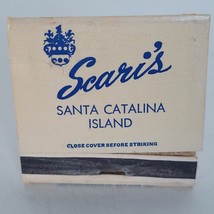 Scari's
SANTA CATALINA
ISLAND
CLOSE COVER BEFORE STRIKING